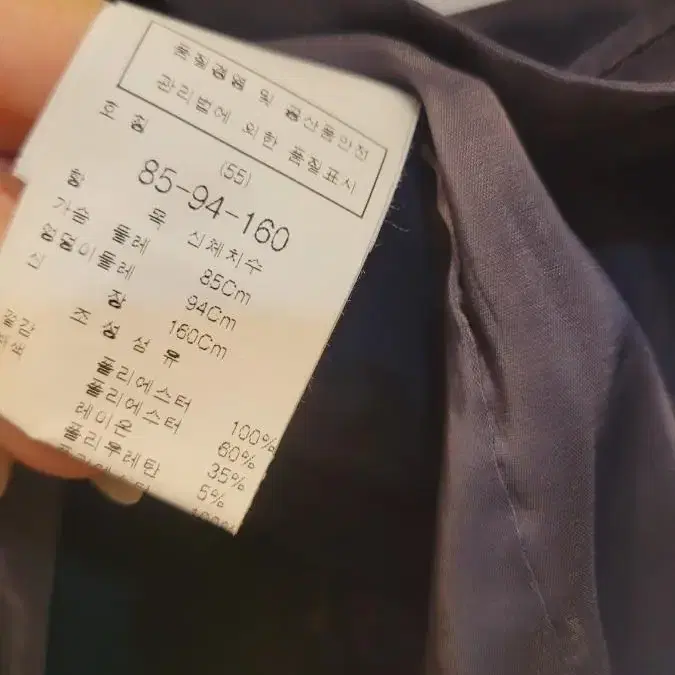 품질경영 및 공산품안전
관리법에 의한 품질표시
호칭
(55)
85-94-160
항 목 신체치수
가슴 둘레 85Cm
엉덩이둘레 94Cm
신 장 160Cm
조성섬유
폴리에스터 100%
폴리에스터 60%
레이온 35%
폴리우레탄 5%
100%